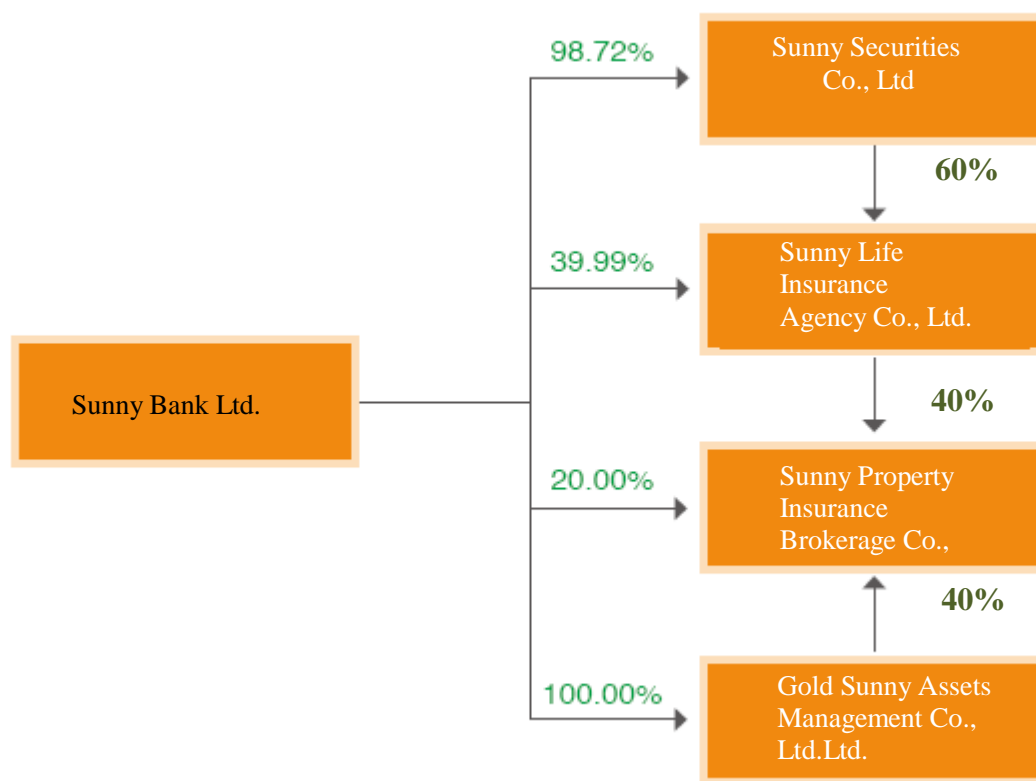 98.72%
Sunny Securities
Co., Ltd
60%
39.99%
Sunny Life
Insurance
Agency Co., Ltd.
Sunny Bank Ltd.
40%
20.00%
Sunny Property
Insurance
Brokerage Co.,
40%
100.00%
Gold Sunny Assets
Management Co.,
Ltd.Ltd.